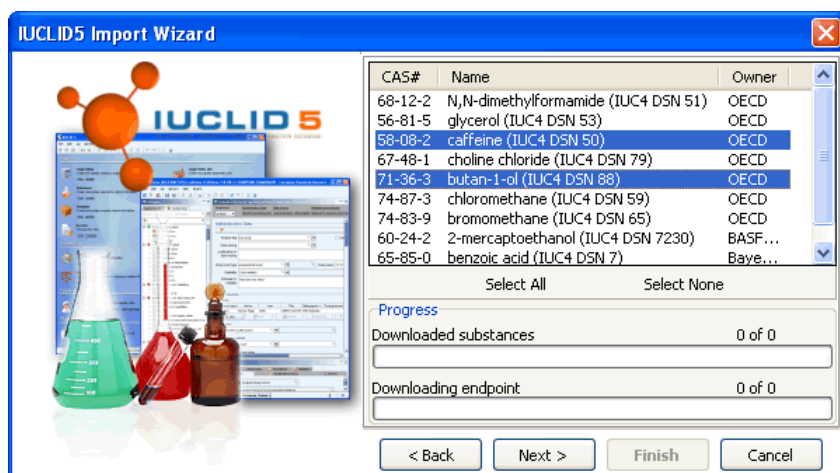 IUCLID5 Import Wizard
IUCLID 5
CAS# Name Owner
68-12-2 N,N-dimethylformamide (IUC4 DSN 51) OECD
56-81-5 glycerol (IUC4 DSN 53) OECD
58-08-2 caffeine (IUC4 DSN 50) OECD
67-48-1 choline chloride (IUC4 DSN 79) OECD
71-36-3 butan-1-ol (IUC4 DSN 88) OECD
74-87-3 chloromethane (IUC4 DSN 59) OECD
74-83-9 bromomethane (IUC4 DSN 65) OECD
60-24-2 2-mercaptoethanol (IUC4 DSN 7230) BASF...
65-85-0 benzoic acid (IUC4 DSN 7) Baye...
Select All Select None
Progress
Downloaded substances 0 of 0
Downloading endpoint 0 of 0
< Back Next > Finish Cancel